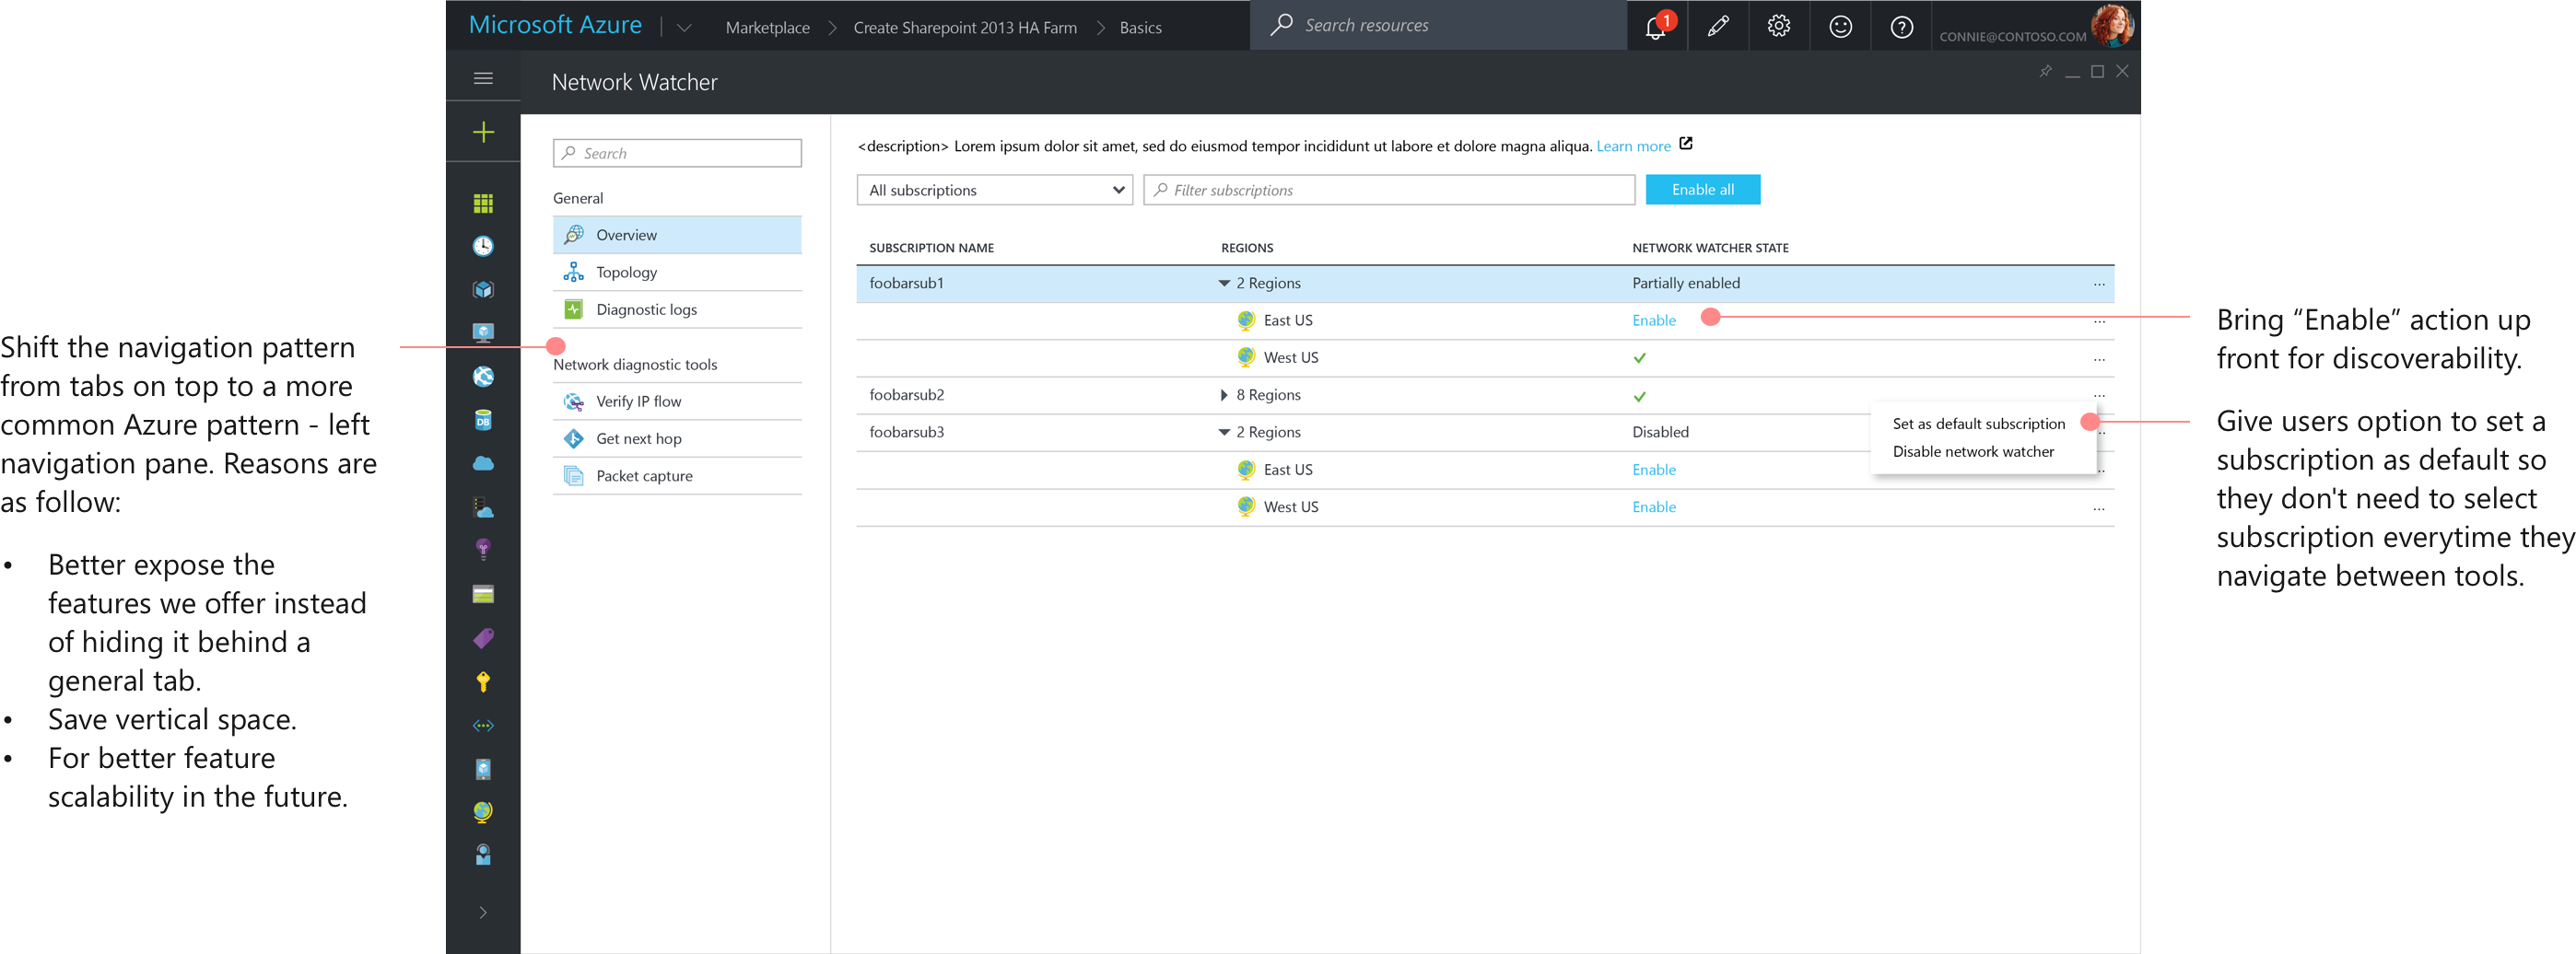 Microsoft Azure
Marketplace
Create Sharepoint 2013 HA Farm
Basics
Search resources
1
CONNIE@CONTOSO.COM
Network Watcher
Search
General
Overview
Topology
Diagnostic logs
Network diagnostic tools
Verify IP flow
Get next hop
Packet capture
<description> Lorem ipsum dolor sit amet, sed do eiusmod tempor incididunt ut labore et dolore magna aliqua. Learn more
All subscriptions
Filter subscriptions
Enable all
SUBSCRIPTION NAME REGIONS NETWORK WATCHER STATE
foobarsub1 2 Regions Partially enabled ...
East US Enable ...
West US ...
foobarsub2 8 Regions ...
foobarsub3 2 Regions Disabled
East US Enable
West US Enable ...
Set as default subscription
Disable network watcher
DB
Shift the navigation pattern
from tabs on top to a more
common Azure pattern - left
navigation pane. Reasons are
as follow:
• Better expose the
features we offer instead
of hiding it behind a
general tab.
• Save vertical space.
• For better feature
scalability in the future.
Bring “Enable” action up
front for discoverability.
Give users option to set a
subscription as default so
they don't need to select
subscription everytime they
navigate between tools.